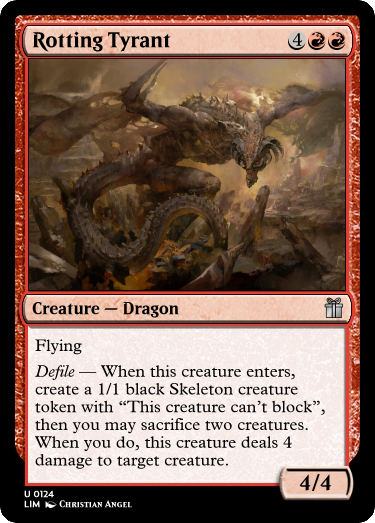 Rotting Tyrant 4
Creature — Dragon
Flying
Defile — When this creature enters,
create a 1/1 black Skeleton creature
token with “This creature can’t block”,
then you may sacrifice two creatures.
When you do, this creature deals 4
damage to target creature.
4/4
U 0124
LIM Christian Angel